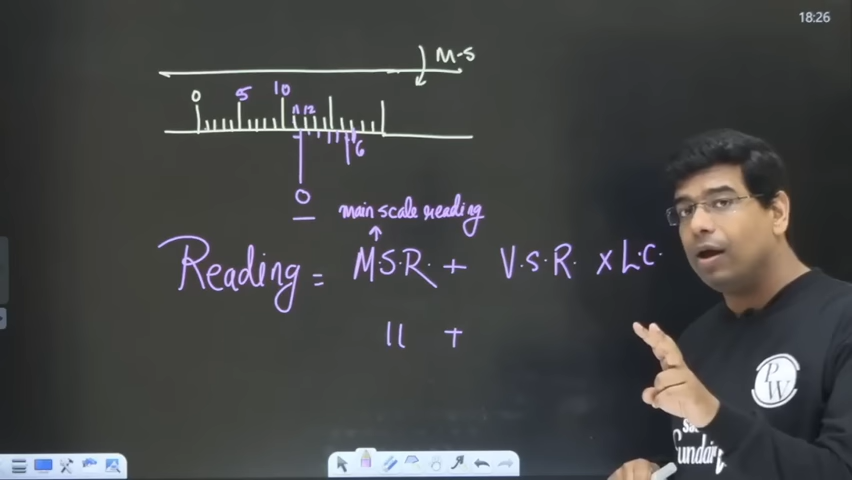 18:26
M-S
0 5 10 11 12
6
0
main scale reading
Reading = M.S.R. + V.S.R. x L.C.
11 +
PW